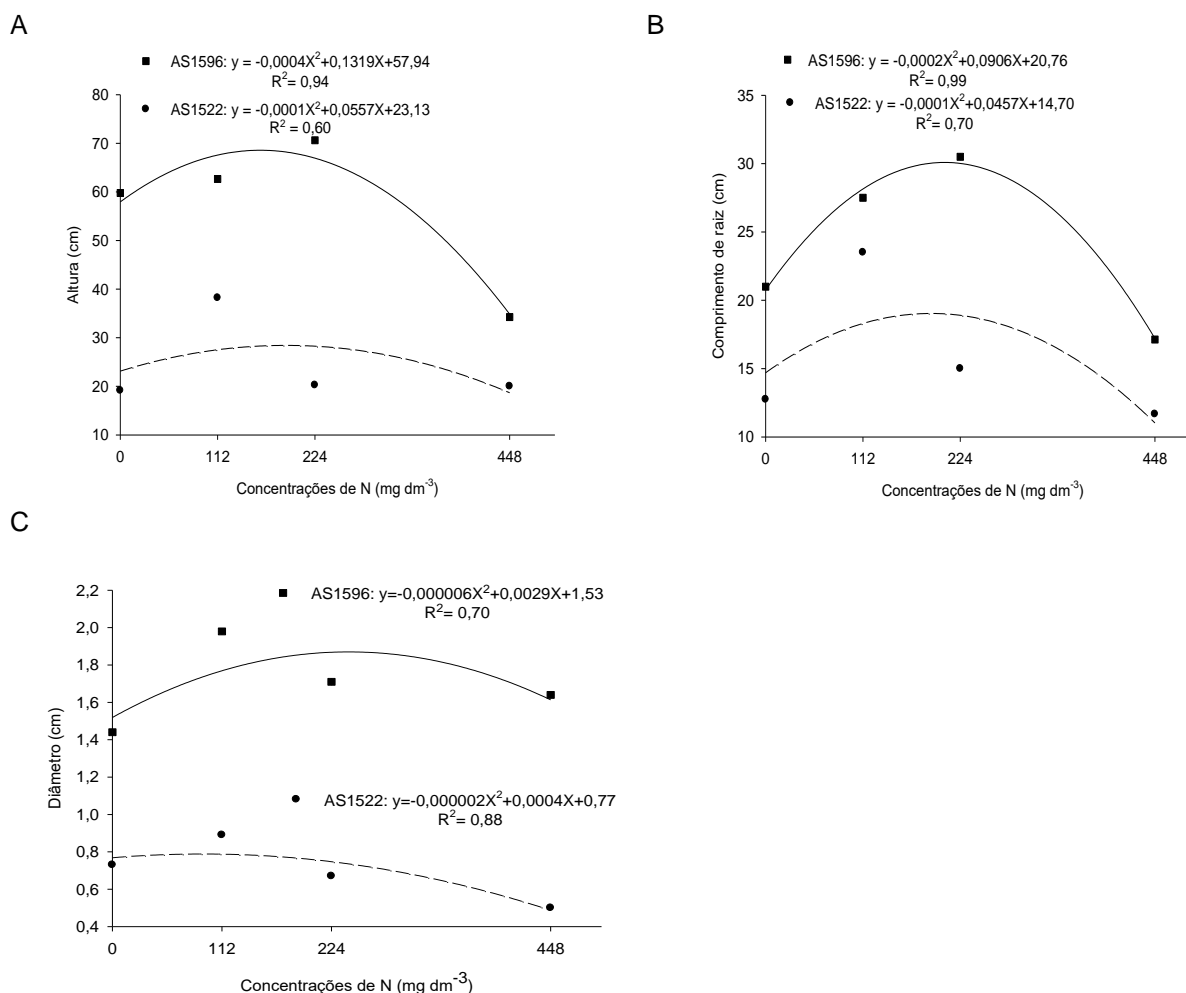 A
AS1596: y = -0,0004X²+0,1319X+57,94
R²= 0,94
AS1522: y = -0,0001X²+0,0557X+23,13
R² = 0,60
80
70
60
50
40
30
20
10
Altura (cm)
0 112 224 448
Concentrações de N (mg dm⁻³)
B
AS1596: y = -0,0002X²+0,0906X+20,76
R²= 0,99
AS1522: y = -0,0001X²+0,0457X+14,70
R²= 0,70
35
30
25
20
15
10
Comprimento de raiz (cm)
0 112 224 448
Concentrações de N (mg dm⁻³)
C
AS1596: y=-0,000006X²+0,0029X+1,53
R²= 0,70
AS1522: y=-0,000002X²+0,0004X+0,77
R²= 0,88
2,2
2,0
1,8
1,6
1,4
1,2
1,0
0,8
0,6
0,4
Diâmetro (cm)
0 112 224 448
Concentrações de N (mg dm⁻³)